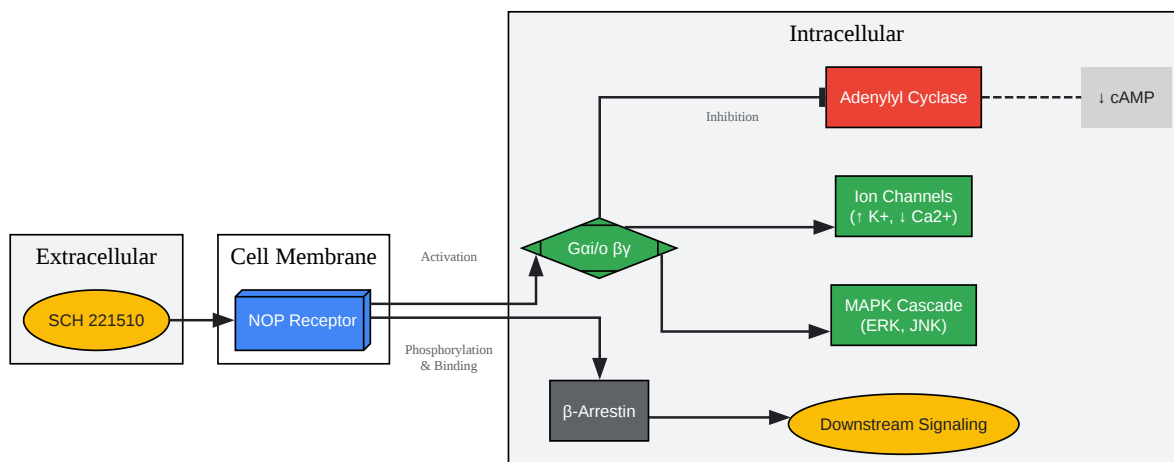 Intracellular
Adenylyl Cyclase
↓ cAMP
Inhibition
Ion Channels
(↑ K+, ↓ Ca2+)
Extracellular
Cell Membrane
Activation
Gαi/o βγ
SCH 221510
NOP Receptor
MAPK Cascade
(ERK, JNK)
Phosphorylation
& Binding
β-Arrestin
Downstream Signaling